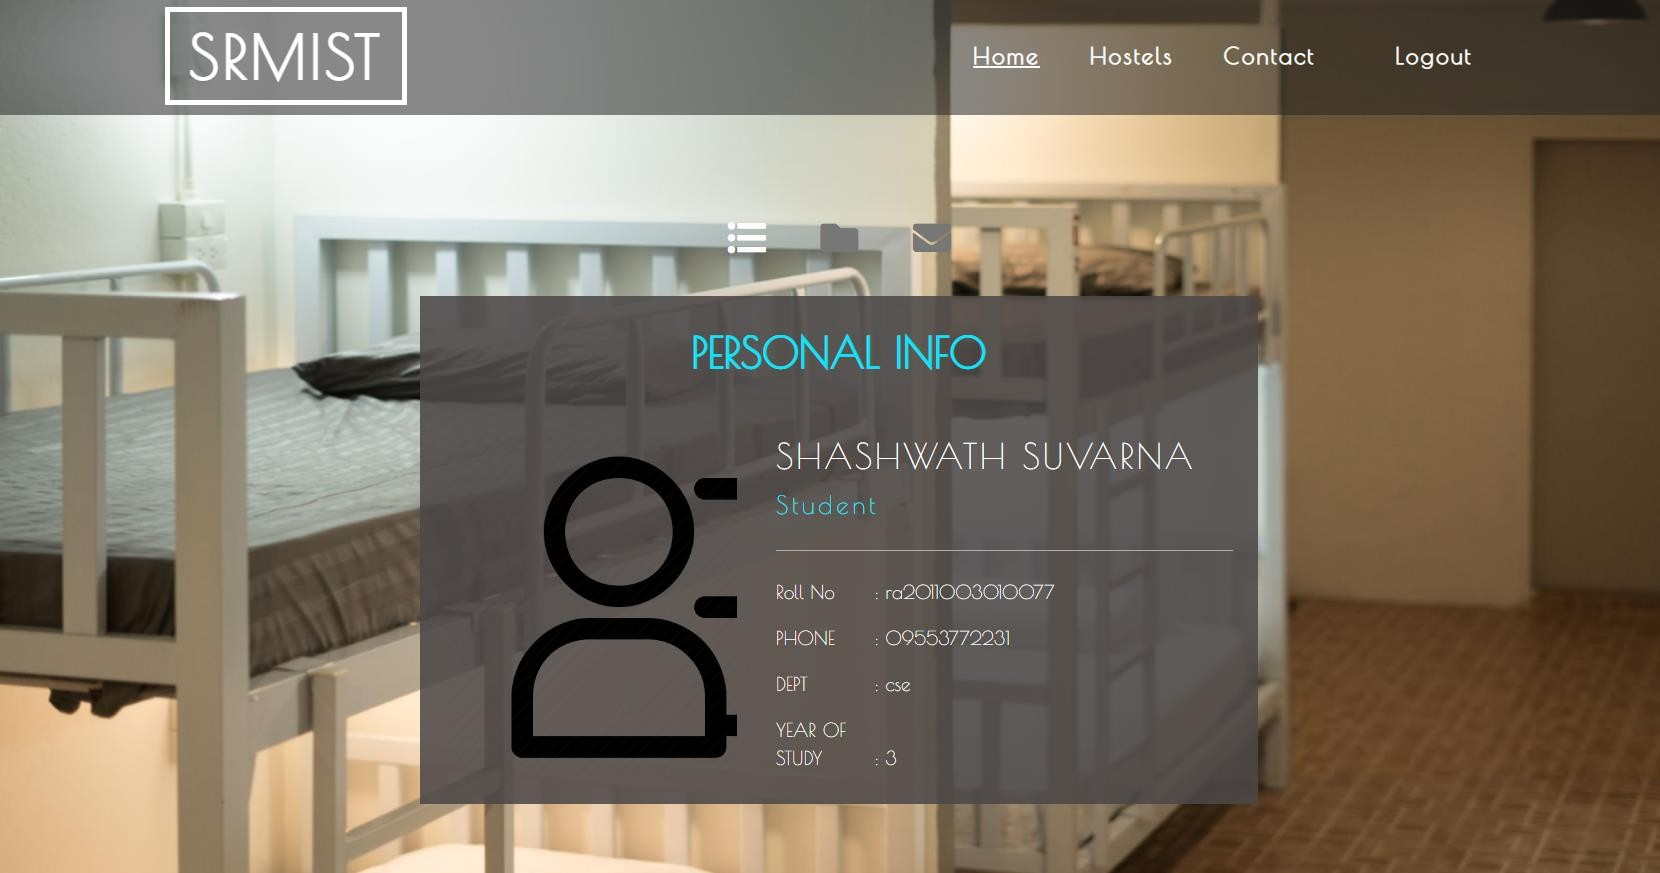 SRMIST
Home Hostels Contact Logout
PERSONAL INFO
SHASHWATH SUVARNA
Student
Roll No : ra2011003010077
PHONE : 09553772231
DEPT : cse
YEAR OF
STUDY : 3